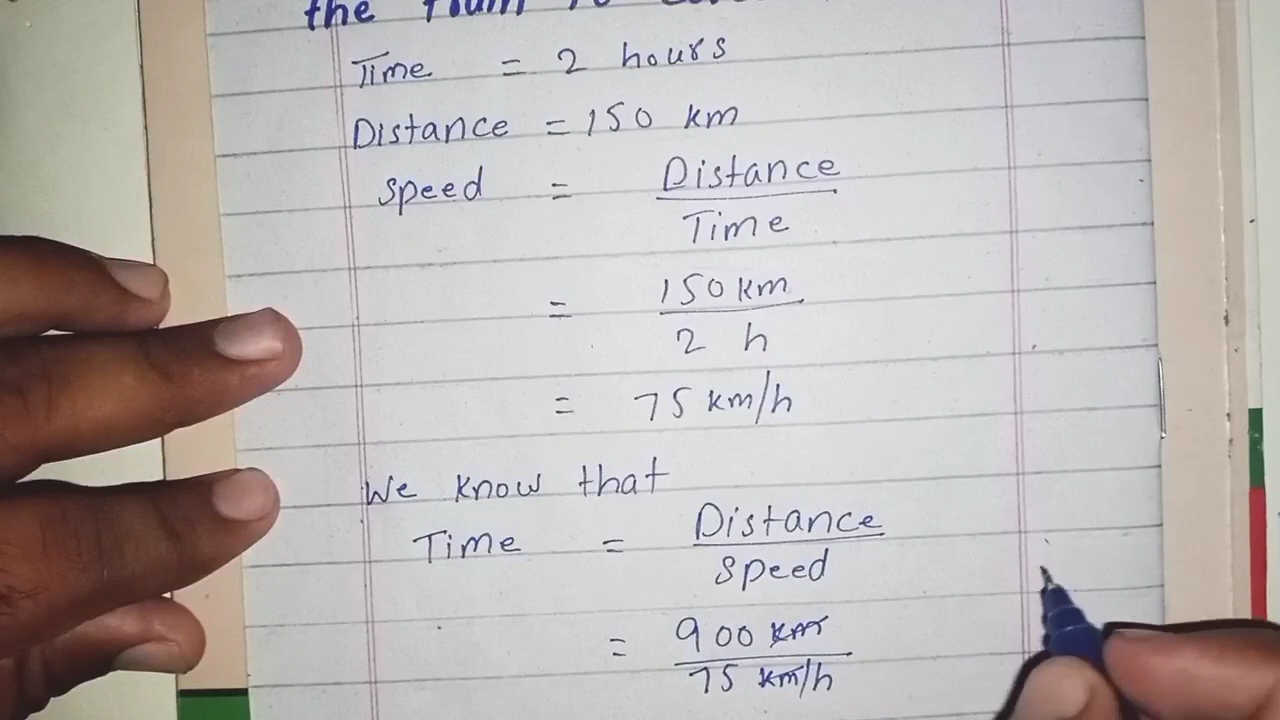 the
Time = 2 hours
Distance = 150 km
Speed = Distance
Time
= 150 km
2 h
= 75 km/h
We know that
Time = Distance
Speed
= 900 km
75 km/h